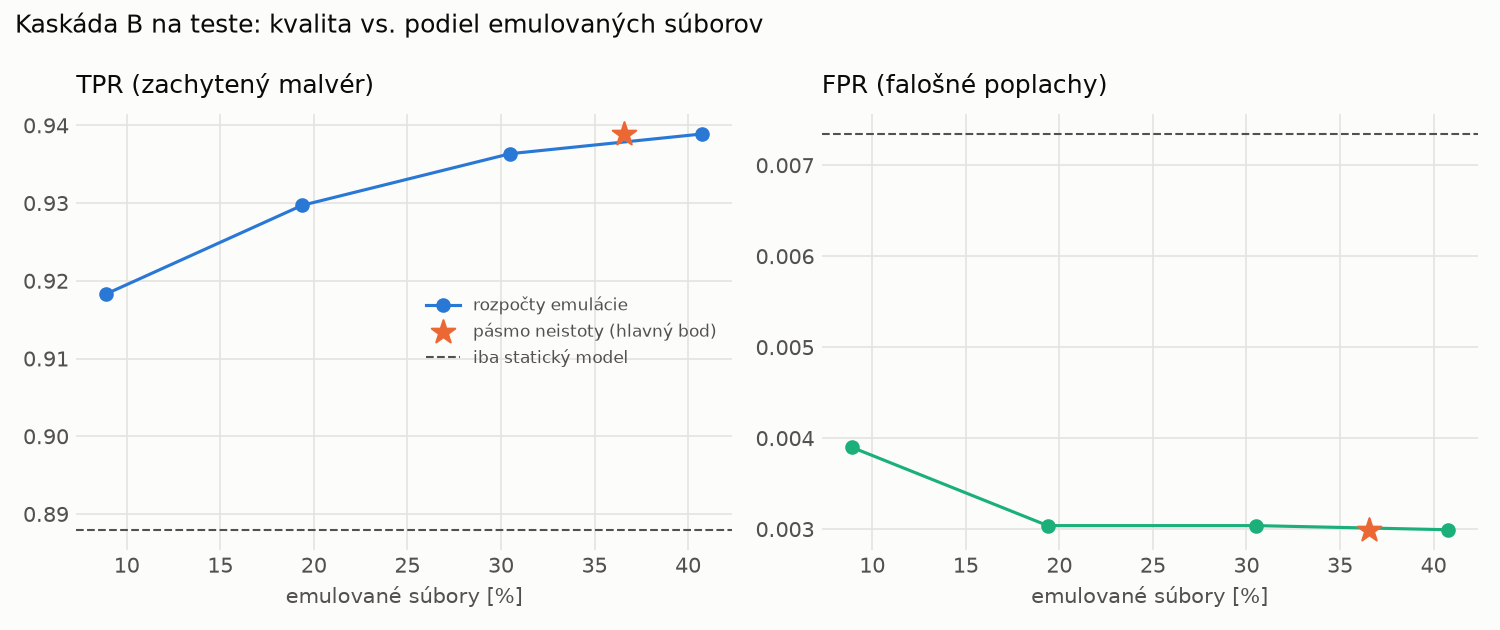 Kaskáda B na teste: kvalita vs. podiel emulovaných súborov
TPR (zachytený malvér)
0.94
0.93
0.92
0.91
0.90
0.89
rozpočty emulácie
pásmo neistoty (hlavný bod)
iba statický model
10 15 20 25 30 35 40
emulované súbory [%]
FPR (falošné poplachy)
0.007
0.006
0.005
0.004
0.003
10 15 20 25 30 35 40
emulované súbory [%]